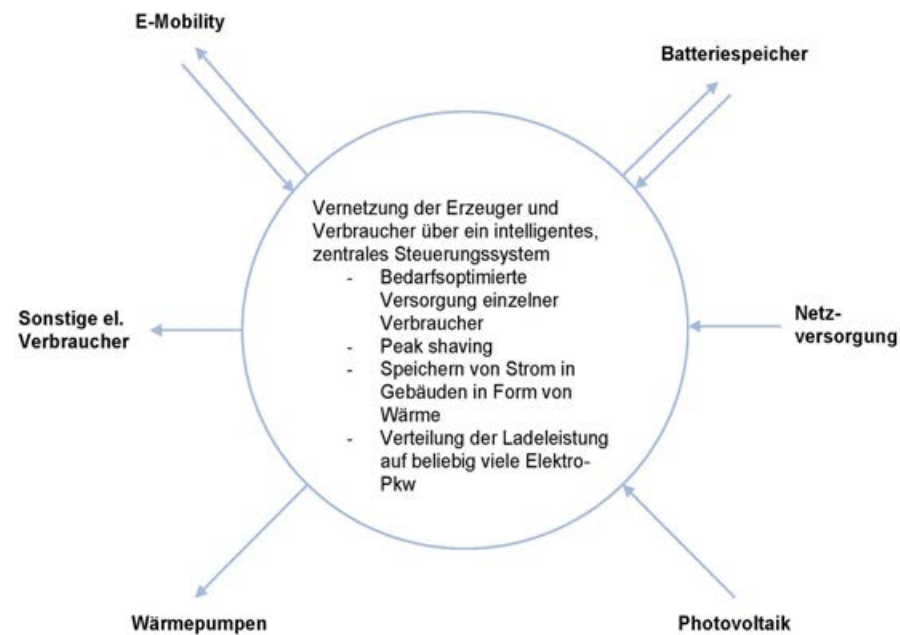 E-Mobility
Batteriespeicher
Vernetzung der Erzeuger und
Verbraucher über ein intelligentes,
zentrales Steuerungssystem
- Bedarfsoptimierte
Versorgung einzelner
Verbraucher
- Peak shaving
- Speichern von Strom in
Gebäuden in Form von
Wärme
- Verteilung der Ladeleistung
auf beliebig viele Elektro-
Pkw
Sonstige el.
Verbraucher
Netz-
versorgung
Wärmepumpen
Photovoltaik